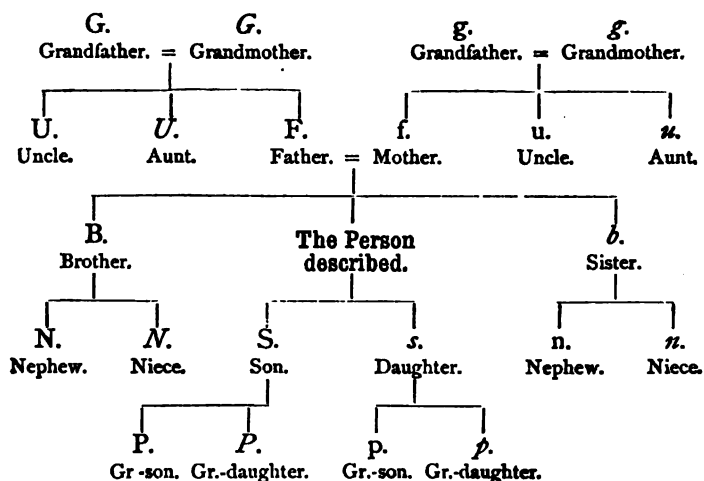 G. G. g. g.
Grandfather. = Grandmother. Grandfather. = Grandmother.
U. U. F. f. u. u.
Uncle. Aunt. Father. = Mother. Uncle. Aunt.
B. The Person b.
Brother. described. Sister.
N. N. S. s. n. n.
Nephew. Niece. Son. Daughter. Nephew. Niece.
P. P. p. p.
Gr-son. Gr.-daughter. Gr.-son. Gr.-daughter.